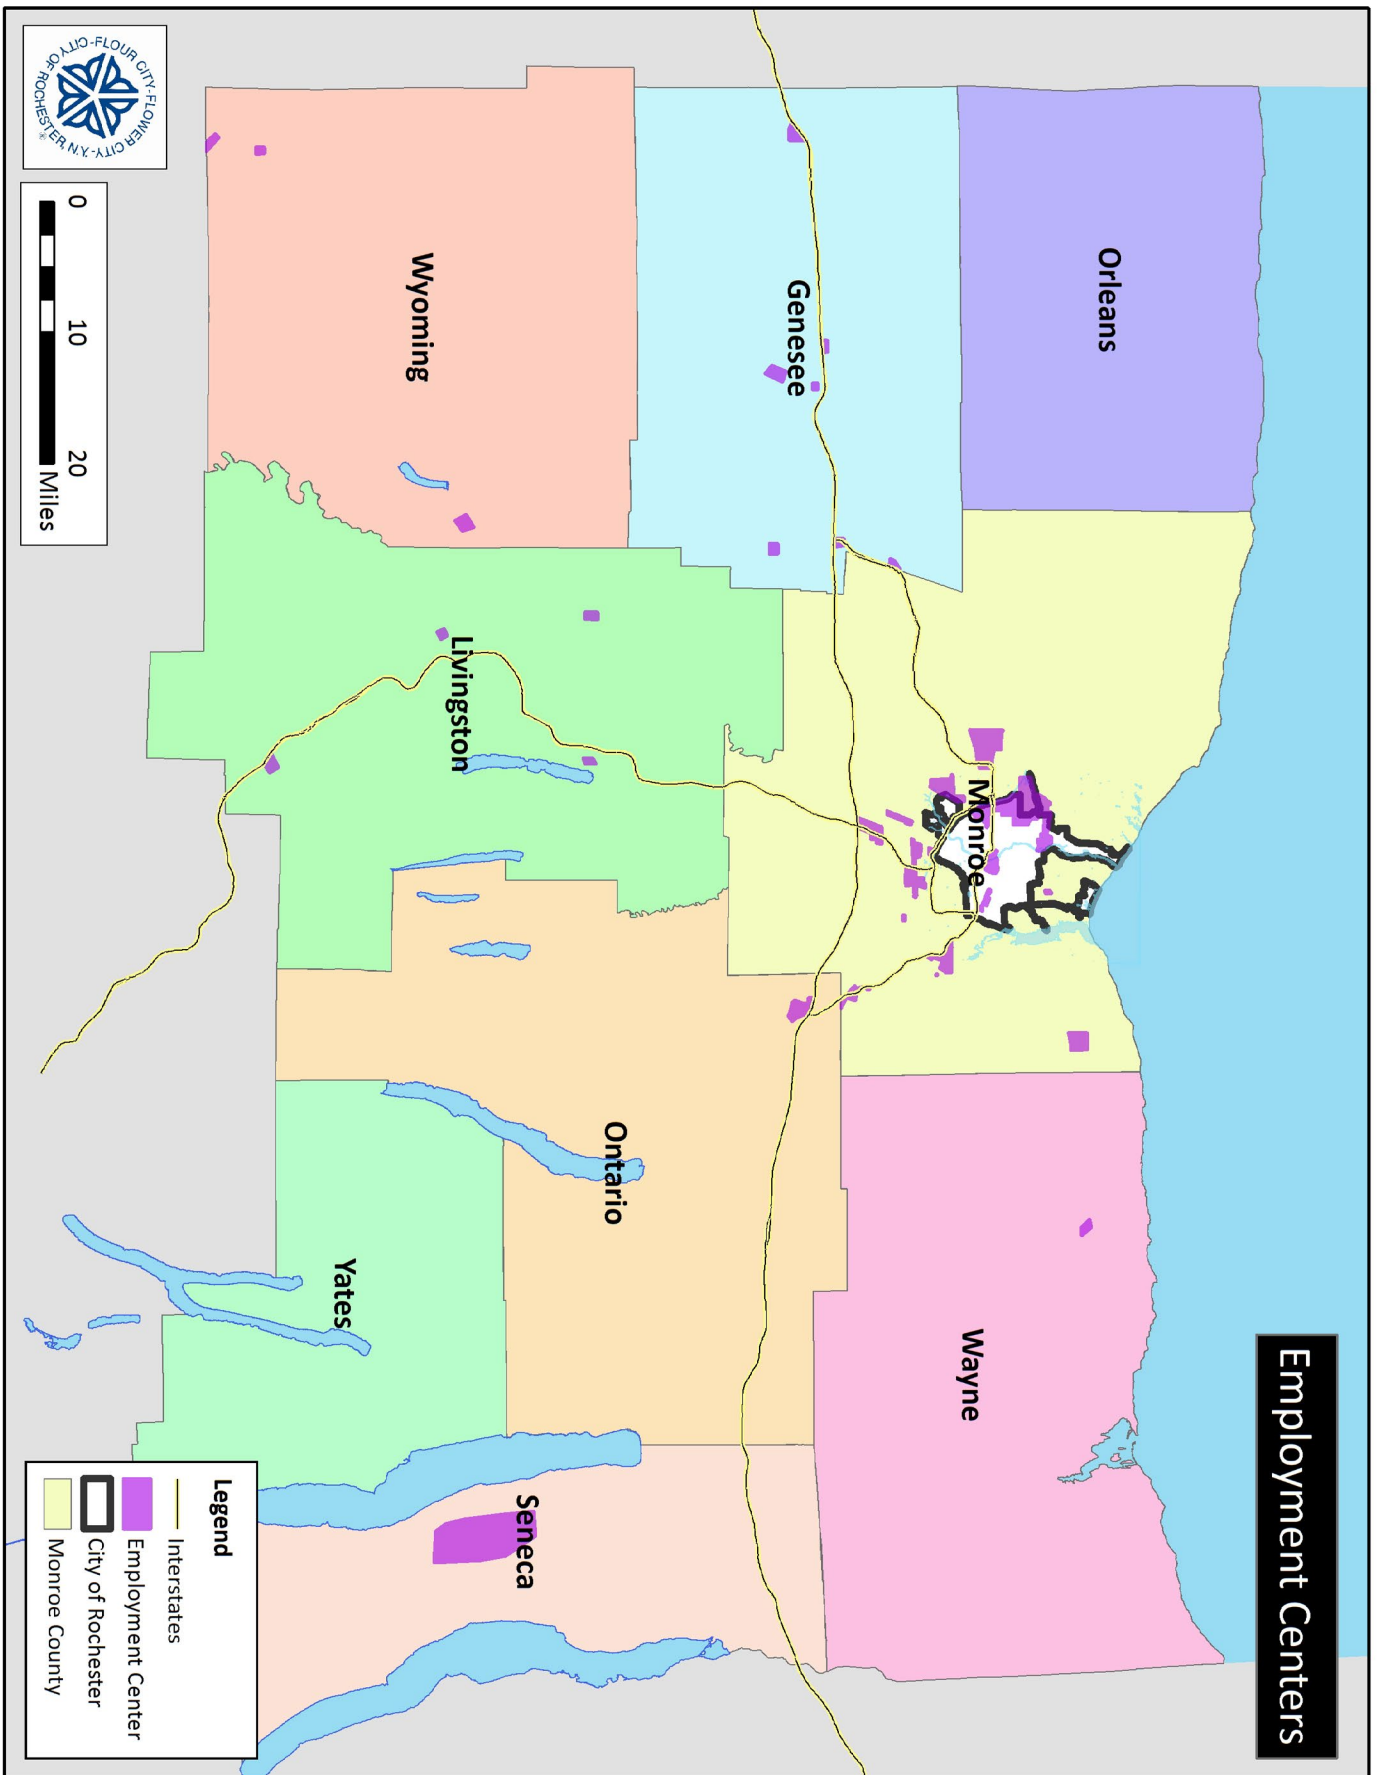 Employment Centers
Orleans
Monroe
Wayne
Genesee
Ontario
Wyoming
Livingston
Seneca
Yates
CITY OF ROCHESTER, N.Y.
FLOUR CITY-FLOWER CITY
0 10 20
Miles
Legend
Interstates
Employment Center
City of Rochester
Monroe County